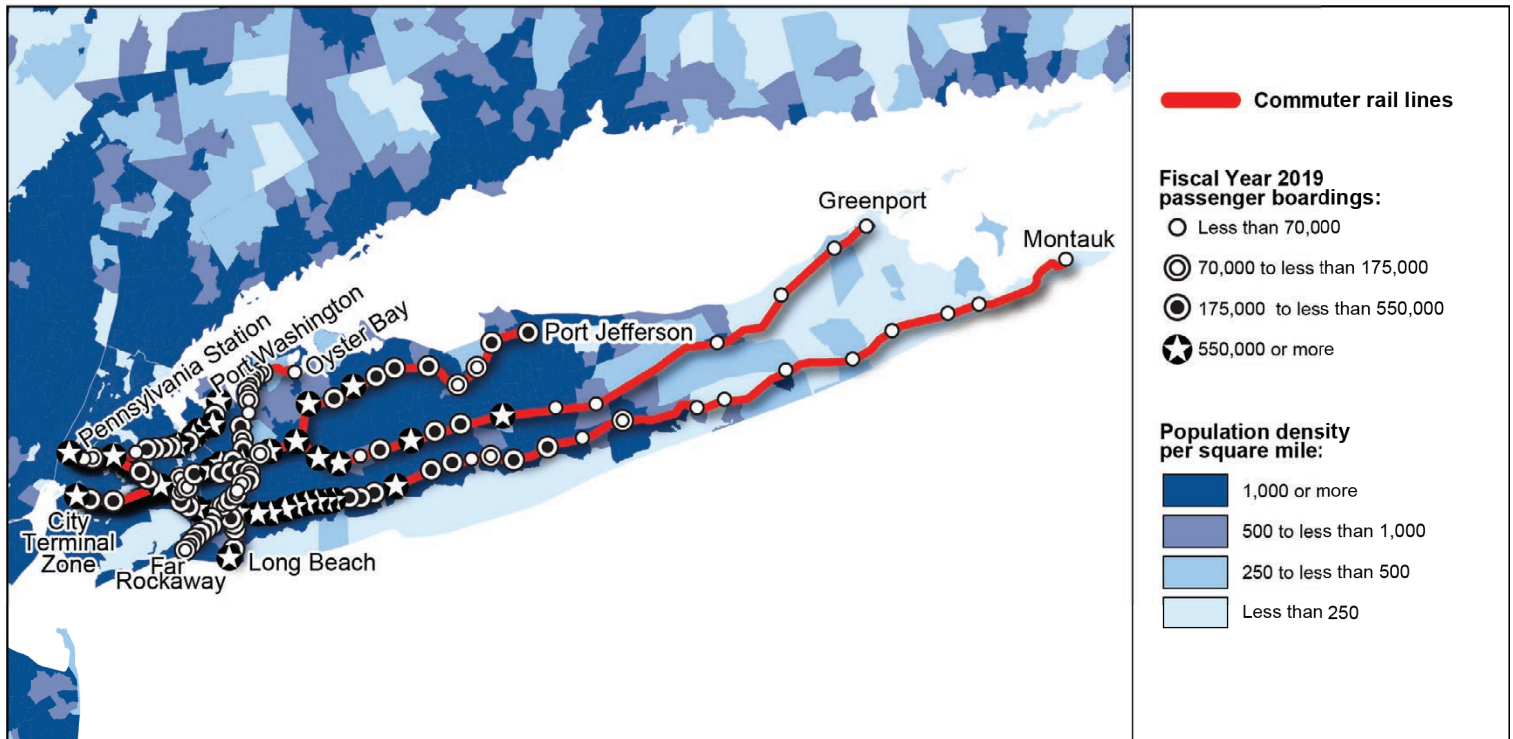 Greenport
Montauk
Pennsylvania Station
Port Washington
Oyster Bay
Port Jefferson
City
Terminal
Zone
Far
Rockaway
Long Beach
Commuter rail lines
Fiscal Year 2019
passenger boardings:
Less than 70,000
70,000 to less than 175,000
175,000 to less than 550,000
550,000 or more
Population density
per square mile:
1,000 or more
500 to less than 1,000
250 to less than 500
Less than 250